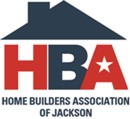 HBA
HOME BUILDERS ASSOCIATION
OF JACKSON